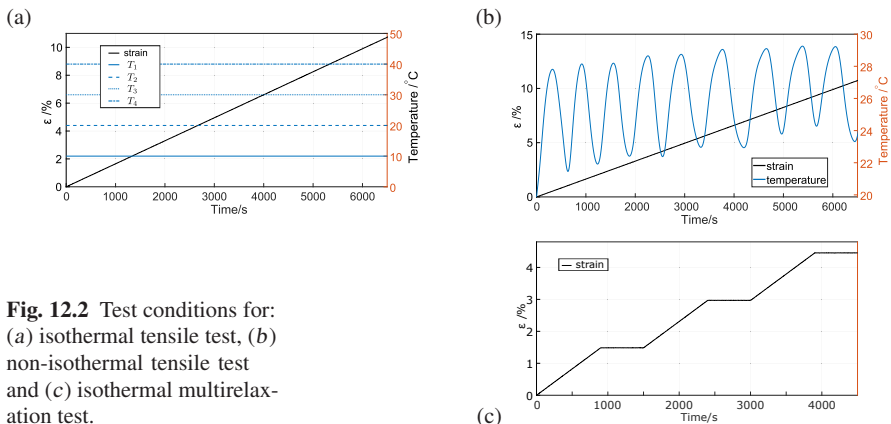 (a)
50
10
strain
T1
T2
T3
T4
40
8
30
6
20
4
10
2
0
0
0
1000
2000
3000
4000
5000
6000
ε /%
Temperature /°C
Time/s
(b)
15
30
28
10
26
24
5
22
20
0
strain
temperature
0
1000
2000
3000
4000
5000
6000
ε /%
Temperature /°C
Time/s
Fig. 12.2 Test conditions for:
(a) isothermal tensile test, (b)
non-isothermal tensile test
and (c) isothermal multirelax-
ation test.
4
strain
3
2
1
0
0
1000
2000
3000
4000
ε /%
Time/s
(c)